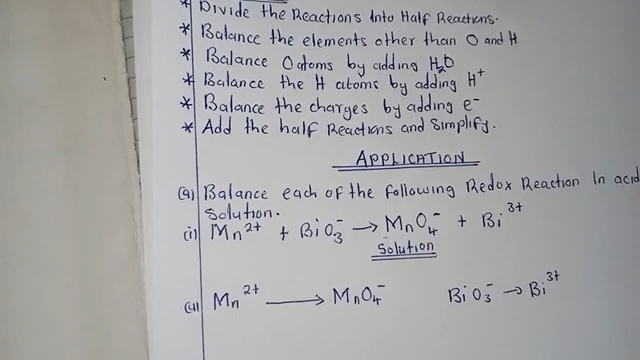 * Divide the Reactions Into Half Reactions.
* Balance the elements other than O and H
* Balance O atoms by adding H₂O
* Balance the H atoms by adding H⁺
* Balance the charges by adding e⁻
* Add the half Reactions and Simplify.
APPLICATION
(a) Balance each of the following Redox Reaction In acid
Solution.
(i) Mn²⁺ + BiO₃⁻ → MnO₄⁻ + Bi³⁺
Solution
Mn²⁺ → MnO₄⁻ BiO₃⁻ → Bi³⁺